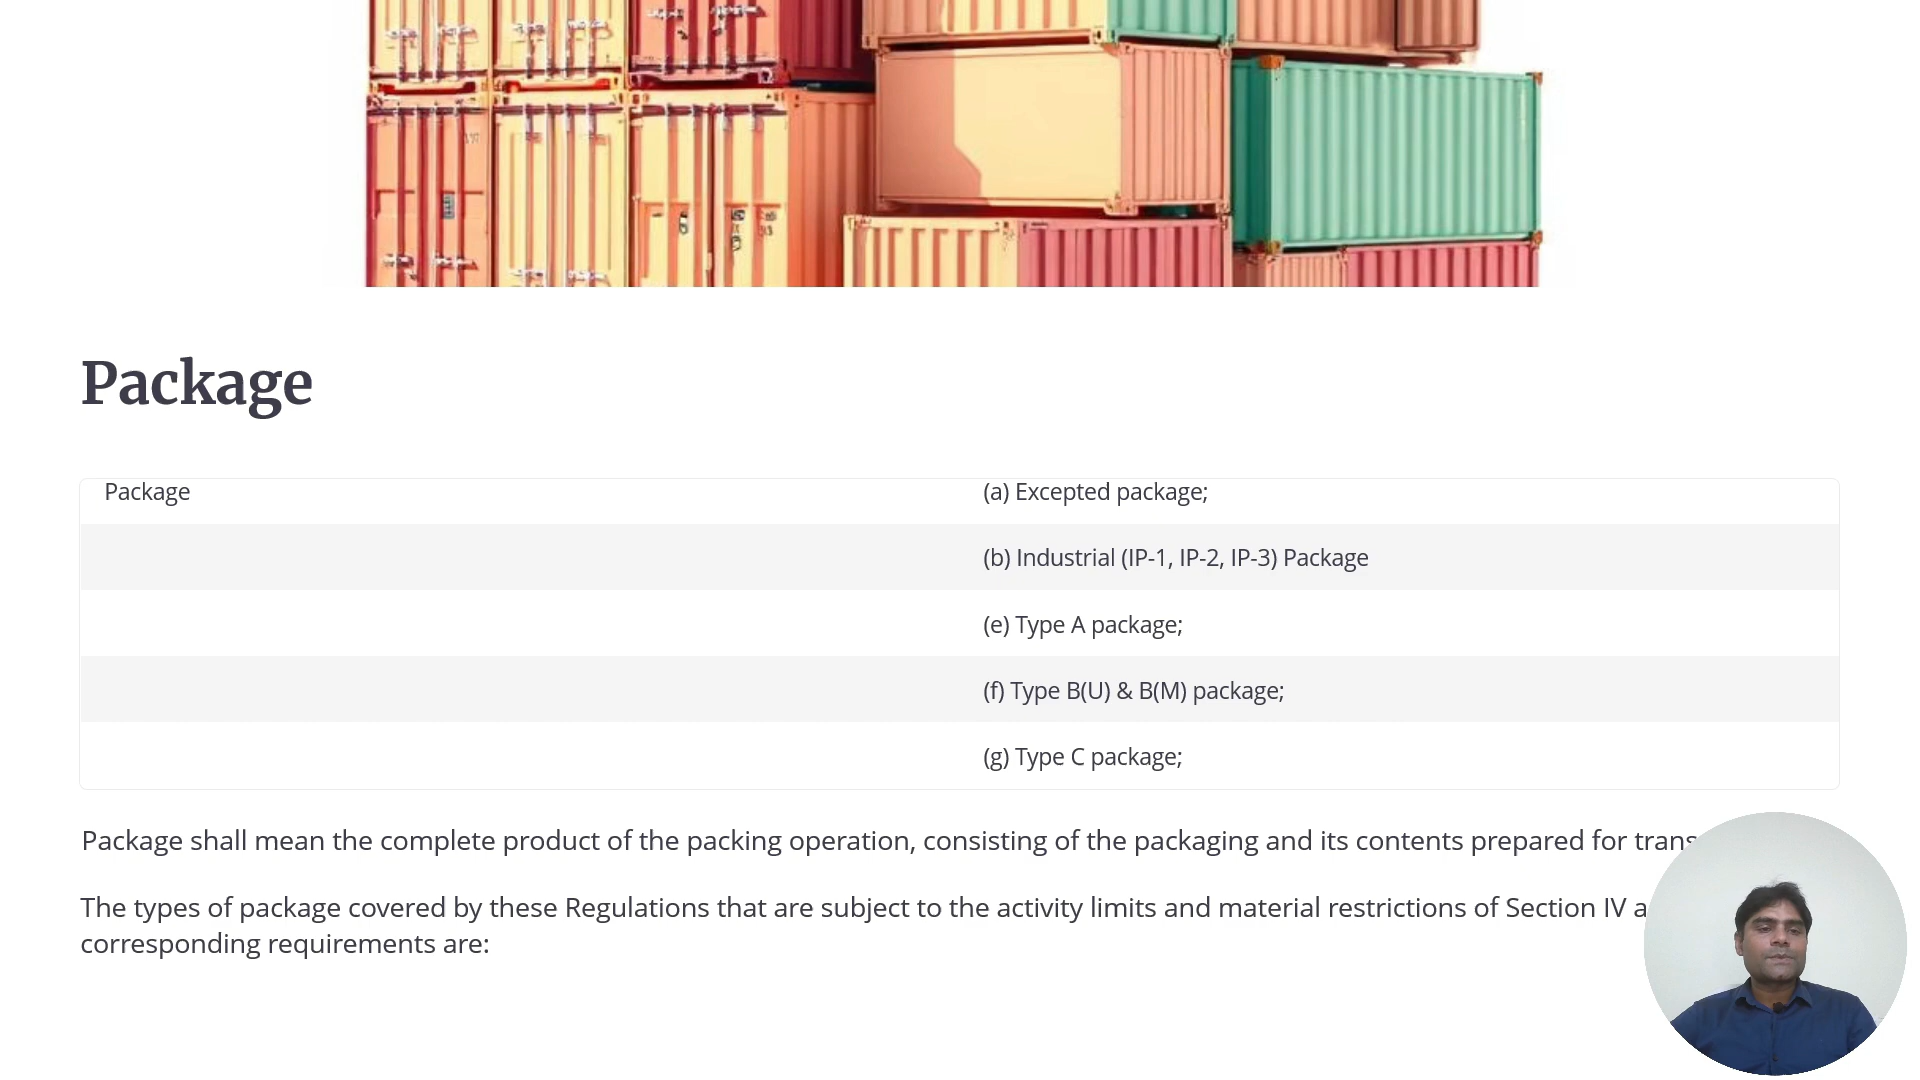 Package
Package
(a) Excepted package;
(b) Industrial (IP-1, IP-2, IP-3) Package
(e) Type A package;
(f) Type B(U) & B(M) package;
(g) Type C package;
Package shall mean the complete product of the packing operation, consisting of the packaging and its contents prepared for
The types of package covered by these Regulations that are subject to the activity limits and material restrictions of Section IV
corresponding requirements are: